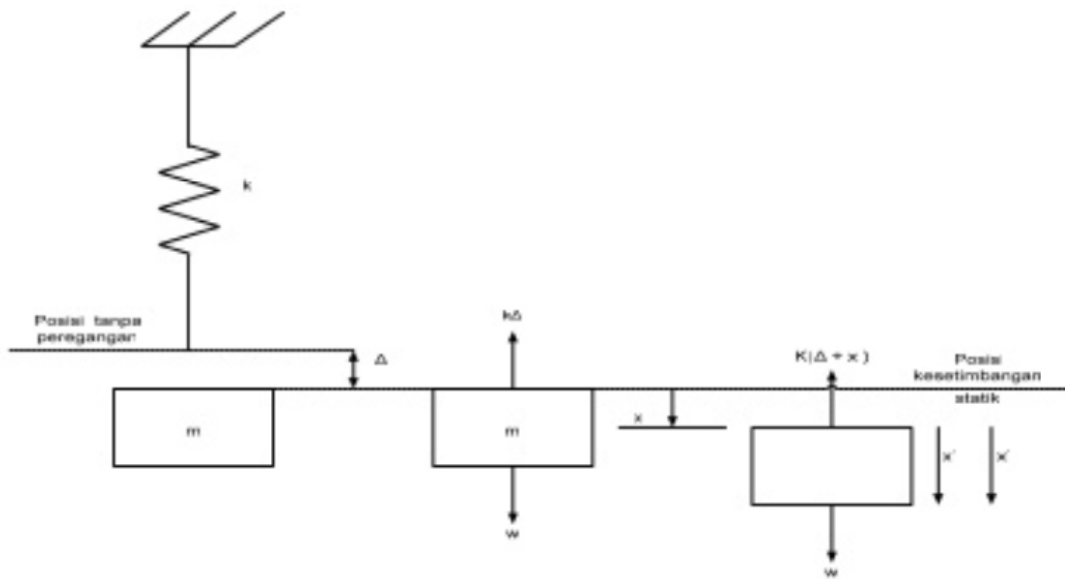 k
Posisi tanpa
peregangan
Δ
kΔ
K(Δ + x)
Posisi
kesetimbangan
statik
m
m
x
x'
x'
w
w